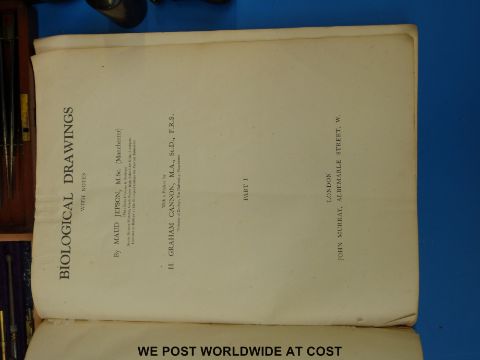 BIOLOGICAL DRAWINGS
WITH NOTES
By MAUD JEPSON, M.Sc. (Manchester)
With a Preface by
H. GRAHAM CANNON, M.A., Sc.D., F.R.S.
PART I
LONDON
JOHN MURRAY, ALBEMARLE STREET, W.
WE POST WORLDWIDE AT COST